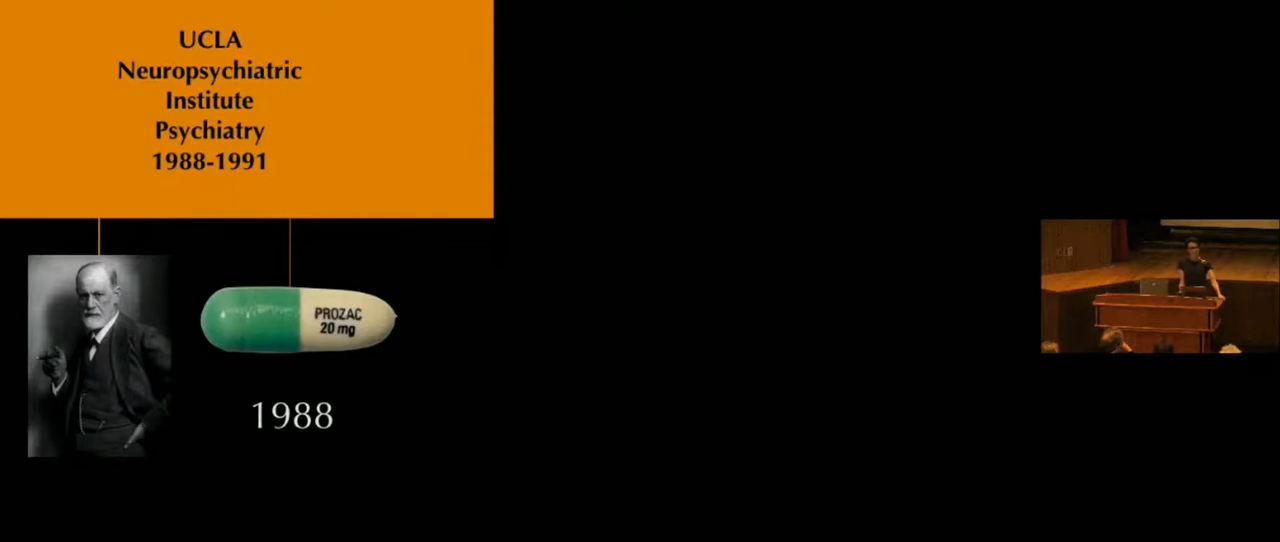 UCLA
Neuropsychiatric
Institute
Psychiatry
1988-1991
PROZAC
20 mg
1988